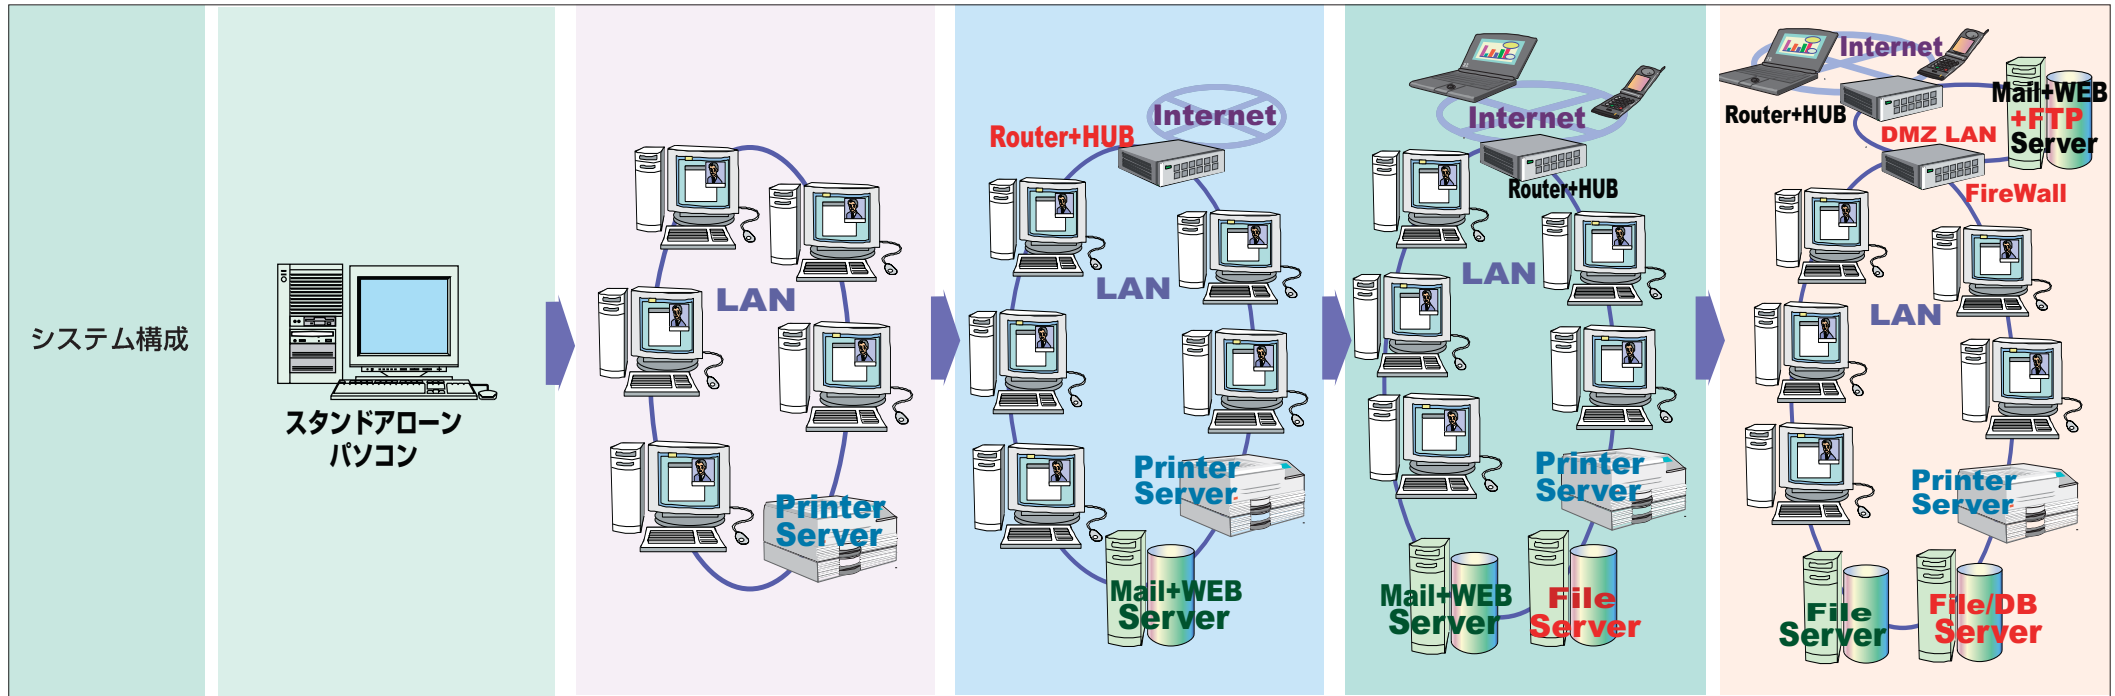 システム構成
スタンドアローン
パソコン
LAN
Printer
Server
Internet
Router+HUB
LAN
Printer
Server
Mail+WEB
Server
Internet
Router+HUB
LAN
Printer
Server
Mail+WEB
Server
File
Server
Internet
Router+HUB
Mail+WEB
+FTP
Server
DMZ LAN
FireWall
LAN
Printer
Server
File
Server
File/DB
Server